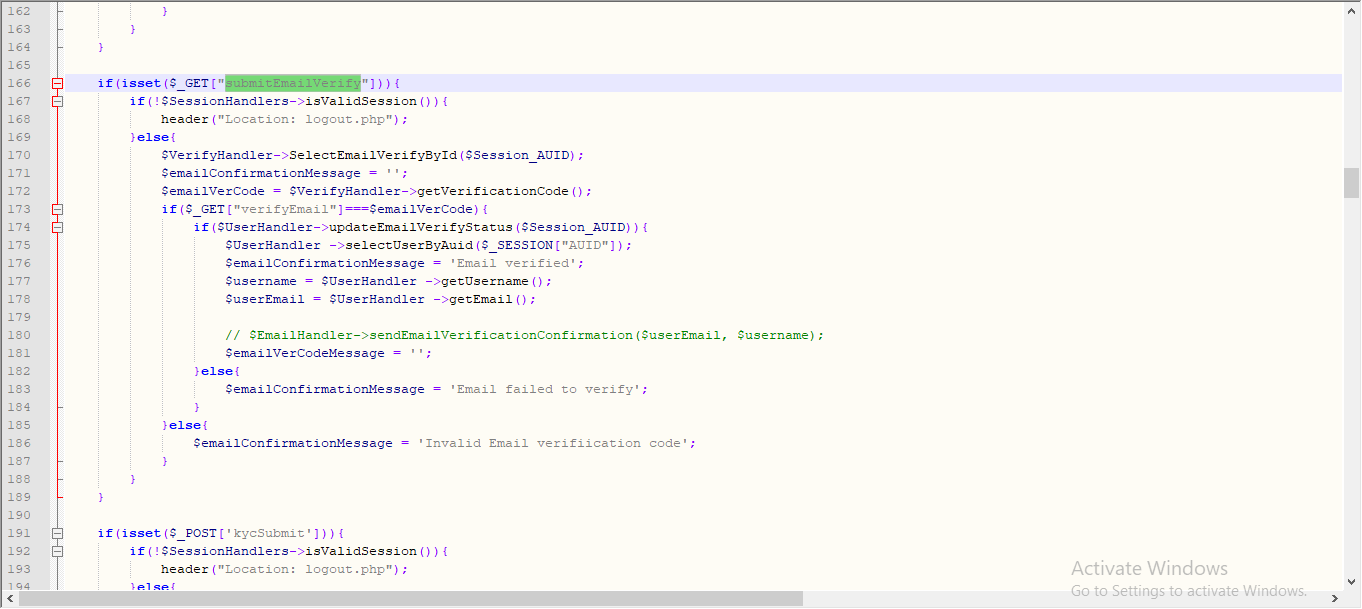 162 }
163 }
164 }
165
166 if(isset($_GET["submitEmailVerify"])){
167 if(!$SessionHandlers->isValidSession()){
168 header("Location: logout.php");
169 }else{
170 $VerifyHandler->SelectEmailVerifyById($Session_AUID);
171 $emailConfirmationMessage = '';
172 $emailVerCode = $VerifyHandler->getVerificationCode();
173 if($_GET["verifyEmail"]===$emailVerCode){
174 if($UserHandler->updateEmailVerifyStatus($Session_AUID)){
175 $UserHandler ->selectUserByAuid($_SESSION["AUID"]);
176 $emailConfirmationMessage = 'Email verified';
177 $username = $UserHandler ->getUsername();
178 $userEmail = $UserHandler ->getEmail();
179
180 // $EmailHandler->sendEmailVerificationConfirmation($userEmail, $username);
181 $emailVerCodeMessage = '';
182 }else{
183 $emailConfirmationMessage = 'Email failed to verify';
184 }
185 }else{
186 $emailConfirmationMessage = 'Invalid Email verifiication code';
187 }
188 }
189 }
190
191 if(isset($_POST['kycSubmit'])){
192 if(!$SessionHandlers->isValidSession()){
193 header("Location: logout.php");
194 }else{
Activate Windows
Go to Settings to activate Windows.